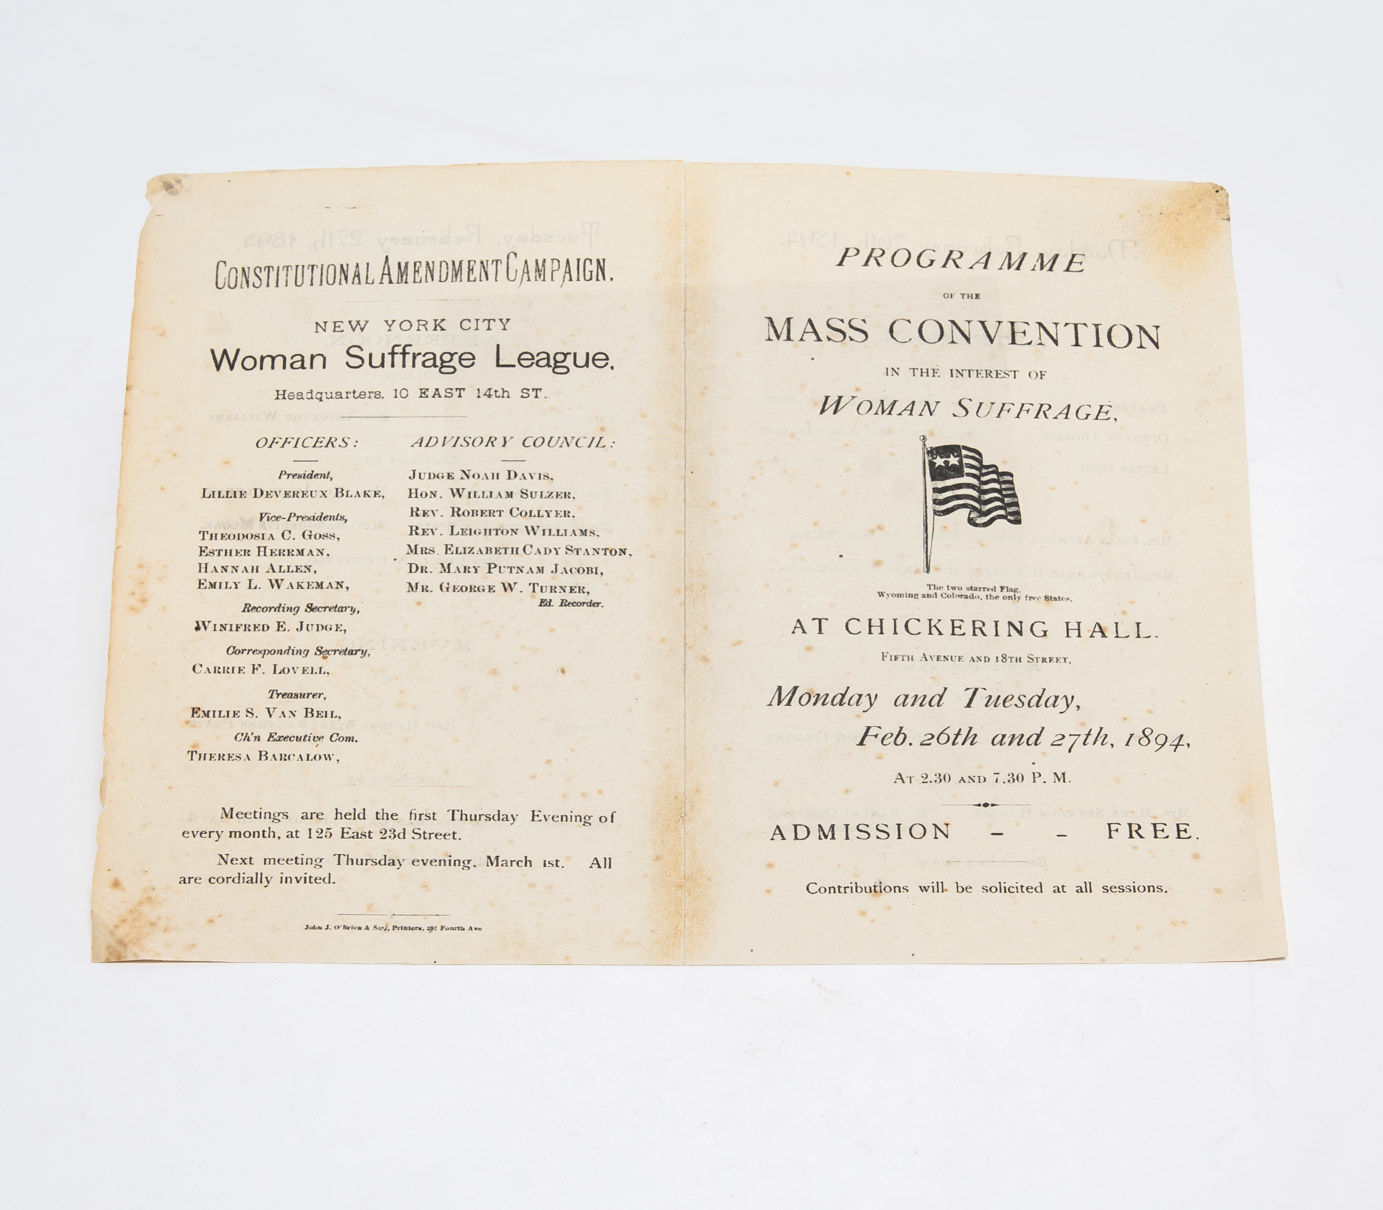 CONSTITUTIONAL AMENDMENT CAMPAIGN.
NEW YORK CITY
Woman Suffrage League.
Headquarters, 10 EAST 14th ST.
OFFICERS:
President,
LILLIE DEVEREUX BLAKE,
Vice-Presidents,
THEODOSIA C. GOSS,
ESTHER HERRMAN,
HANNAH ALLEN,
EMILY L. WAKEMAN,
Recording Secretary,
WINIFRED E. JUDGE,
Corresponding Secretary,
CARRIE F. LOVELL,
Treasurer,
EMILIE S. VAN BEIL,
Ch'n Executive Com.
THERESA BARCALOW,
ADVISORY COUNCIL:
JUDGE NOAH DAVIS,
HON. WILLIAM SULZER,
REV. ROBERT COLLYER,
REV. LEIGHTON WILLIAMS,
MRS. ELIZABETH CADY STANTON,
DR. MARY PUTNAM JACOBI,
MR. GEORGE W. TURNER,
Ed. Recorder.
Meetings are held the first Thursday Evening of
every month, at 125 East 23d Street.
Next meeting Thursday evening, March 1st. All
are cordially invited.
John J. O'Brien & Son, Printers, 297 Fourth Ave
PROGRAMME
OF THE
MASS CONVENTION
IN THE INTEREST OF
WOMAN SUFFRAGE,
The two starred Flag.
Wyoming and Colorado, the only free States.
AT CHICKERING HALL.
FIFTH AVENUE AND 18TH STREET,
Monday and Tuesday,
Feb. 26th and 27th, 1894,
AT 2.30 AND 7.30 P. M.
ADMISSION - - FREE.
Contributions will be solicited at all sessions.